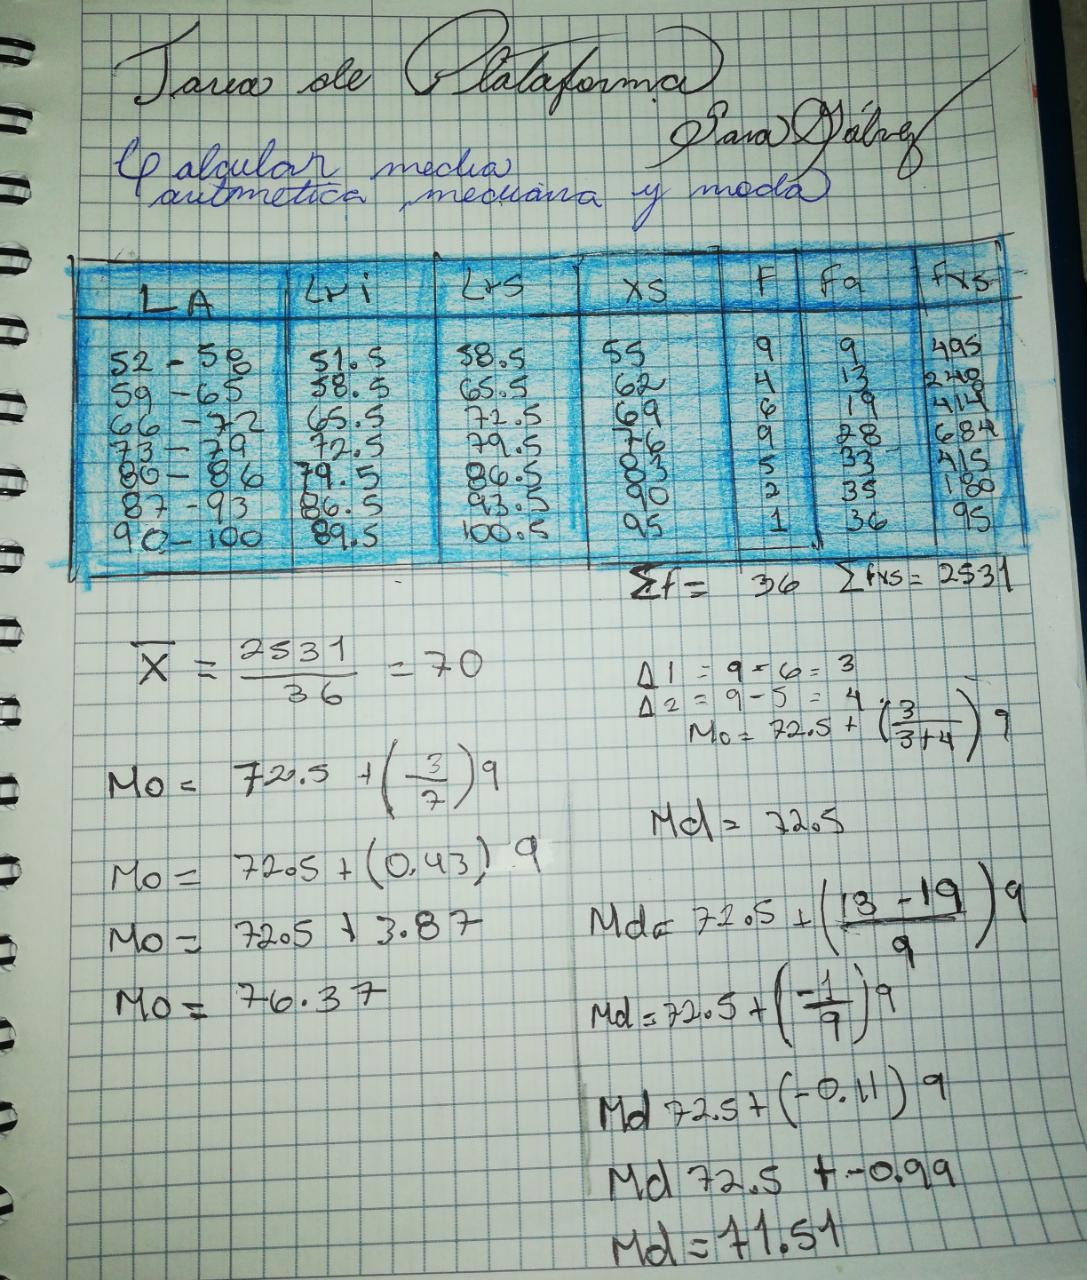 Tarea de Plataforma
Sara Gálvez
Calcular media
aritmetica mediana y moda
LA Lri Lrs XS F Fa Fxs
52-58 51.5 58.5 55 9 9 495
59-65 58.5 65.5 62 4 13 248
66-72 65.5 72.5 69 6 19 414
73-79 72.5 79.5 76 9 28 684
80-86 79.5 86.5 83 5 33 415
87-93 86.5 93.5 90 2 35 180
90-100 89.5 100.5 95 1 36 95
Σf= 36 Σfxs= 2531
X̅ = 2531/36 = 70
Δ1 = 9-6=3
Δ2 = 9-5=4
Mo= 72.5+(3/3+4)9
Mo= 72.5+(3/7)9
Mo= 72.5+(0.43)9
Mo= 72.5+3.87
Mo= 76.37
Md= 72.5
Md= 72.5+(18-19/9)9
Md=72.5+(-1/9)9
Md 72.5+(-0.11)9
Md 72.5 +-0.99
Md=71.51